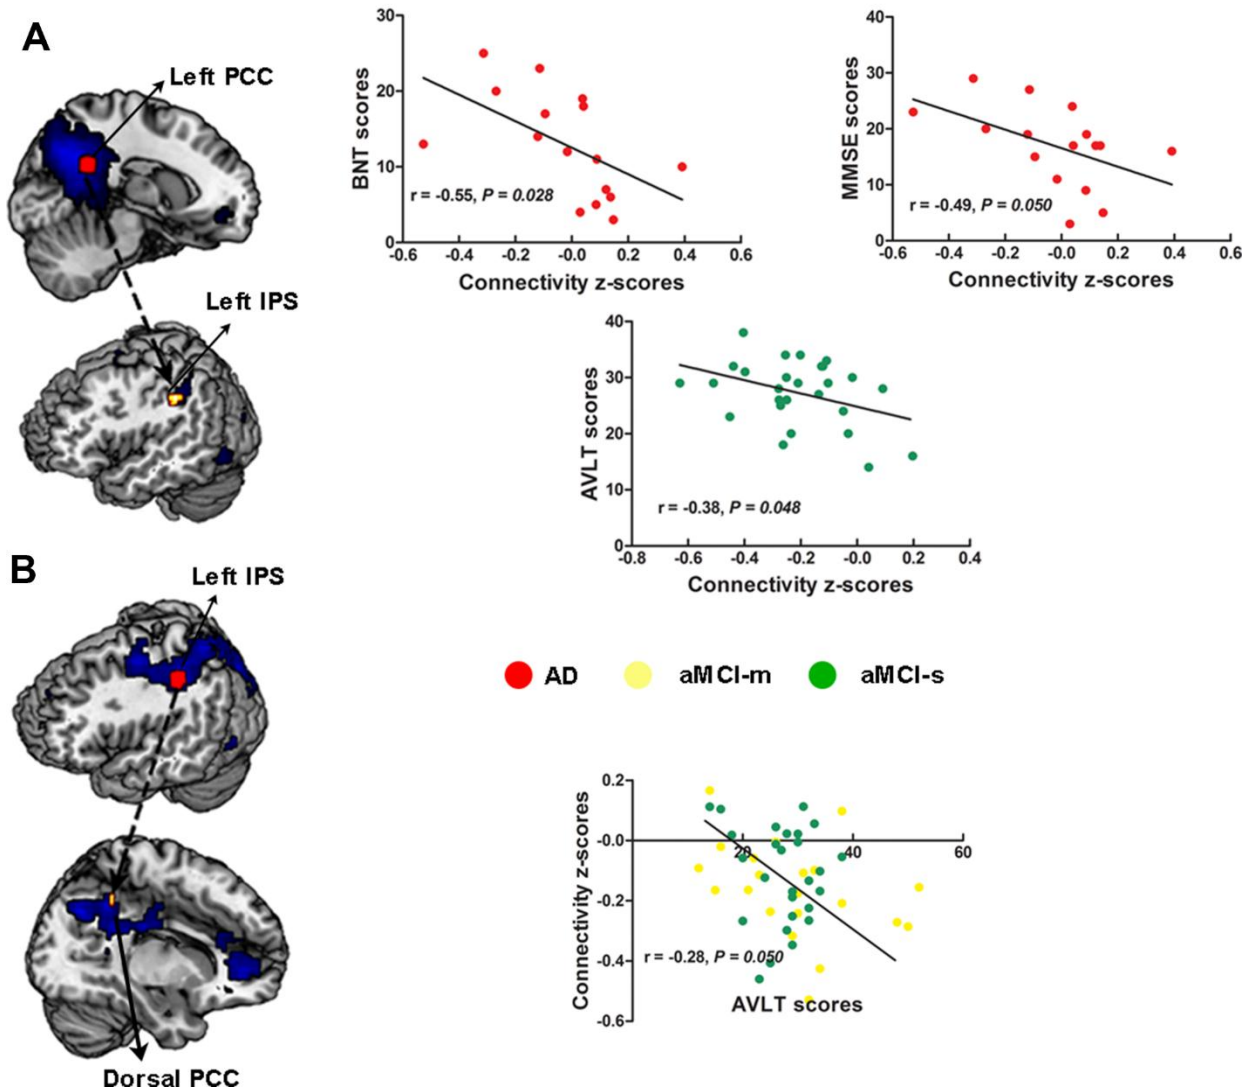 A
Left PCC
Left IPS
BNT scores
30
20
10
0
-0.6 -0.4 -0.2 -0.0 0.2 0.4 0.6
r = -0.55, P = 0.028
Connectivity z-scores
MMSE scores
40
30
20
10
0
-0.6 -0.4 -0.2 -0.0 0.2 0.4 0.6
r = -0.49, P = 0.050
Connectivity z-scores
AVLT scores
40
30
20
10
0
-0.8 -0.6 -0.4 -0.2 -0.0 0.2 0.4
r = -0.38, P = 0.048
Connectivity z-scores
B
Left IPS
Dorsal PCC
AD aMCI-m aMCI-s
Connectivity z-scores
0.2
-0.0
-0.2
-0.4
-0.6
20 40 60
r = -0.28, P = 0.050
AVLT scores